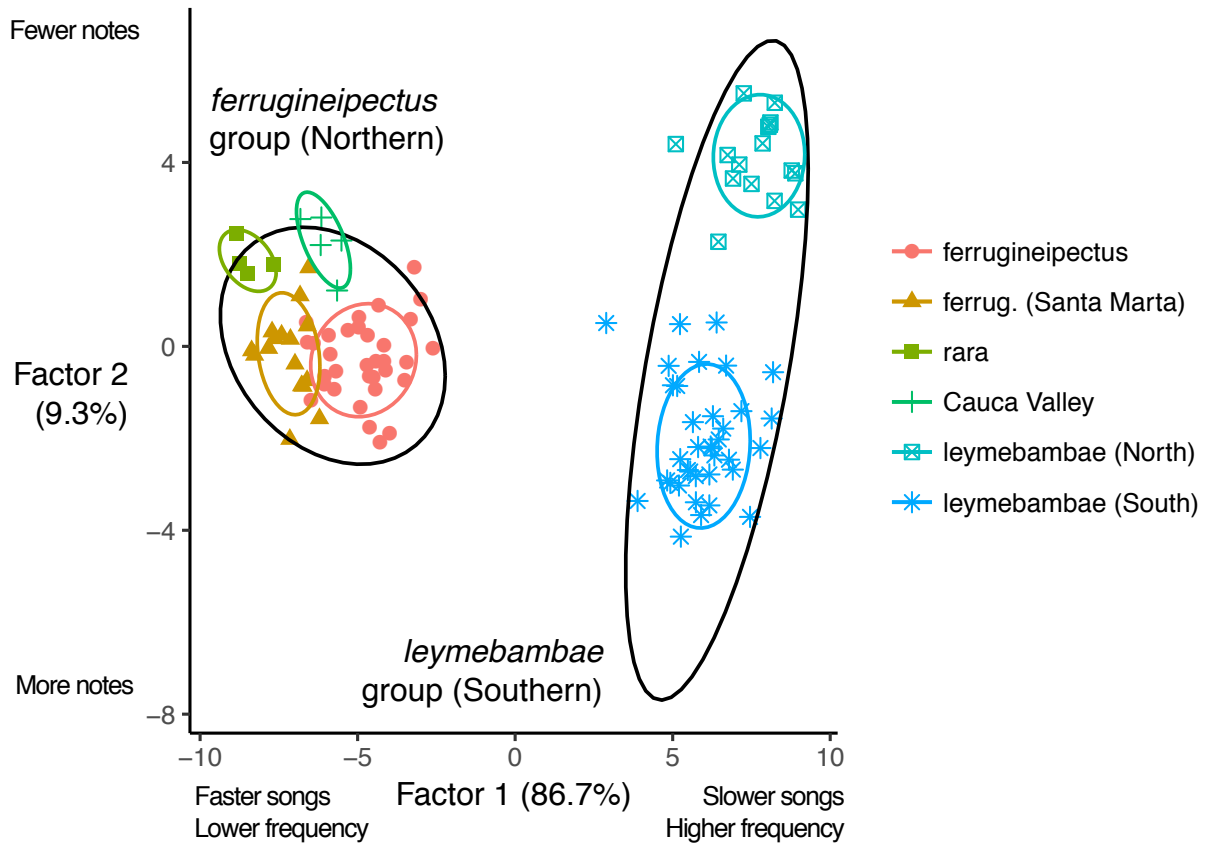 Fewer notes
ferrugineipectus
group (Northern)
4
0
−4
−8
Factor 2
(9.3%)
More notes
leymebambae
group (Southern)
−10
−5
0
5
10
Factor 1 (86.7%)
Faster songs
Lower frequency
Slower songs
Higher frequency
ferrugineipectus
ferrug. (Santa Marta)
rara
Cauca Valley
leymebambae (North)
leymebambae (South)